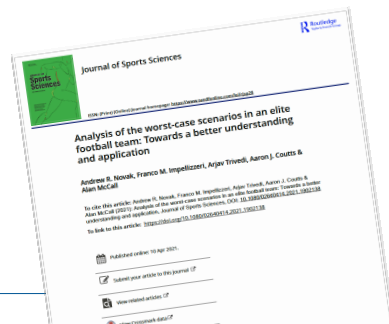 Routledge
Journal of Sports Sciences
Sports
Sciences
ISSN: (Print) (Online) Journal homepage: https://www.tandfonline.com/loi/rjsp20
Analysis of the worst-case scenarios in an elite
football team: Towards a better understanding
and application
Andrew R. Novak, Franco M. Impellizzeri, Arjav Trivedi, Aaron J. Coutts &
Alan McCall
To cite this article: Andrew R. Novak, Franco M. Impellizzeri, Arjav Trivedi, Aaron J. Coutts &
Alan McCall (2021): Analysis of the worst-case scenarios in an elite football team: Towards a better
understanding and application, Journal of Sports Sciences, DOI: 10.1080/02640414.2021.1902138
To link to this article: https://doi.org/10.1080/02640414.2021.1902138
Published online: 10 Apr 2021.
Submit your article to this journal
View related articles
View Crossmark data